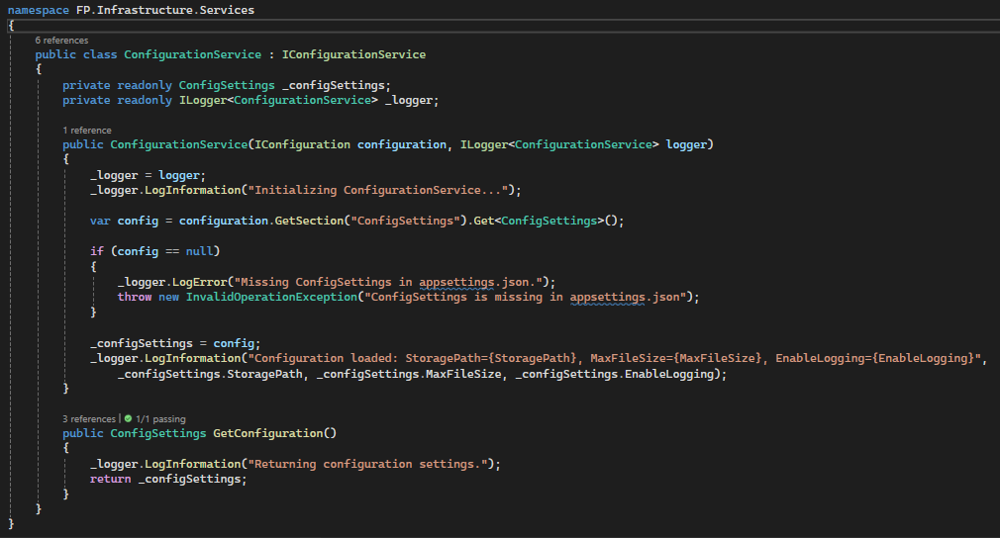 namespace FP.Infrastructure.Services
{
6 references
public class ConfigurationService : IConfigurationService
{
private readonly ConfigSettings _configSettings;
private readonly ILogger<ConfigurationService> _logger;
1 reference
public ConfigurationService(IConfiguration configuration, ILogger<ConfigurationService> logger)
{
_logger = logger;
_logger.LogInformation("Initializing ConfigurationService...");
var config = configuration.GetSection("ConfigSettings").Get<ConfigSettings>();
if (config == null)
{
_logger.LogError("Missing ConfigSettings in appsettings.json.");
throw new InvalidOperationException("ConfigSettings is missing in appsettings.json");
}
_configSettings = config;
_logger.LogInformation("Configuration loaded: StoragePath={StoragePath}, MaxFileSize={MaxFileSize}, EnableLogging={EnableLogging}",
_configSettings.StoragePath, _configSettings.MaxFileSize, _configSettings.EnableLogging);
}
3 references | 1/1 passing
public ConfigSettings GetConfiguration()
{
_logger.LogInformation("Returning configuration settings.");
return _configSettings;
}
}
}